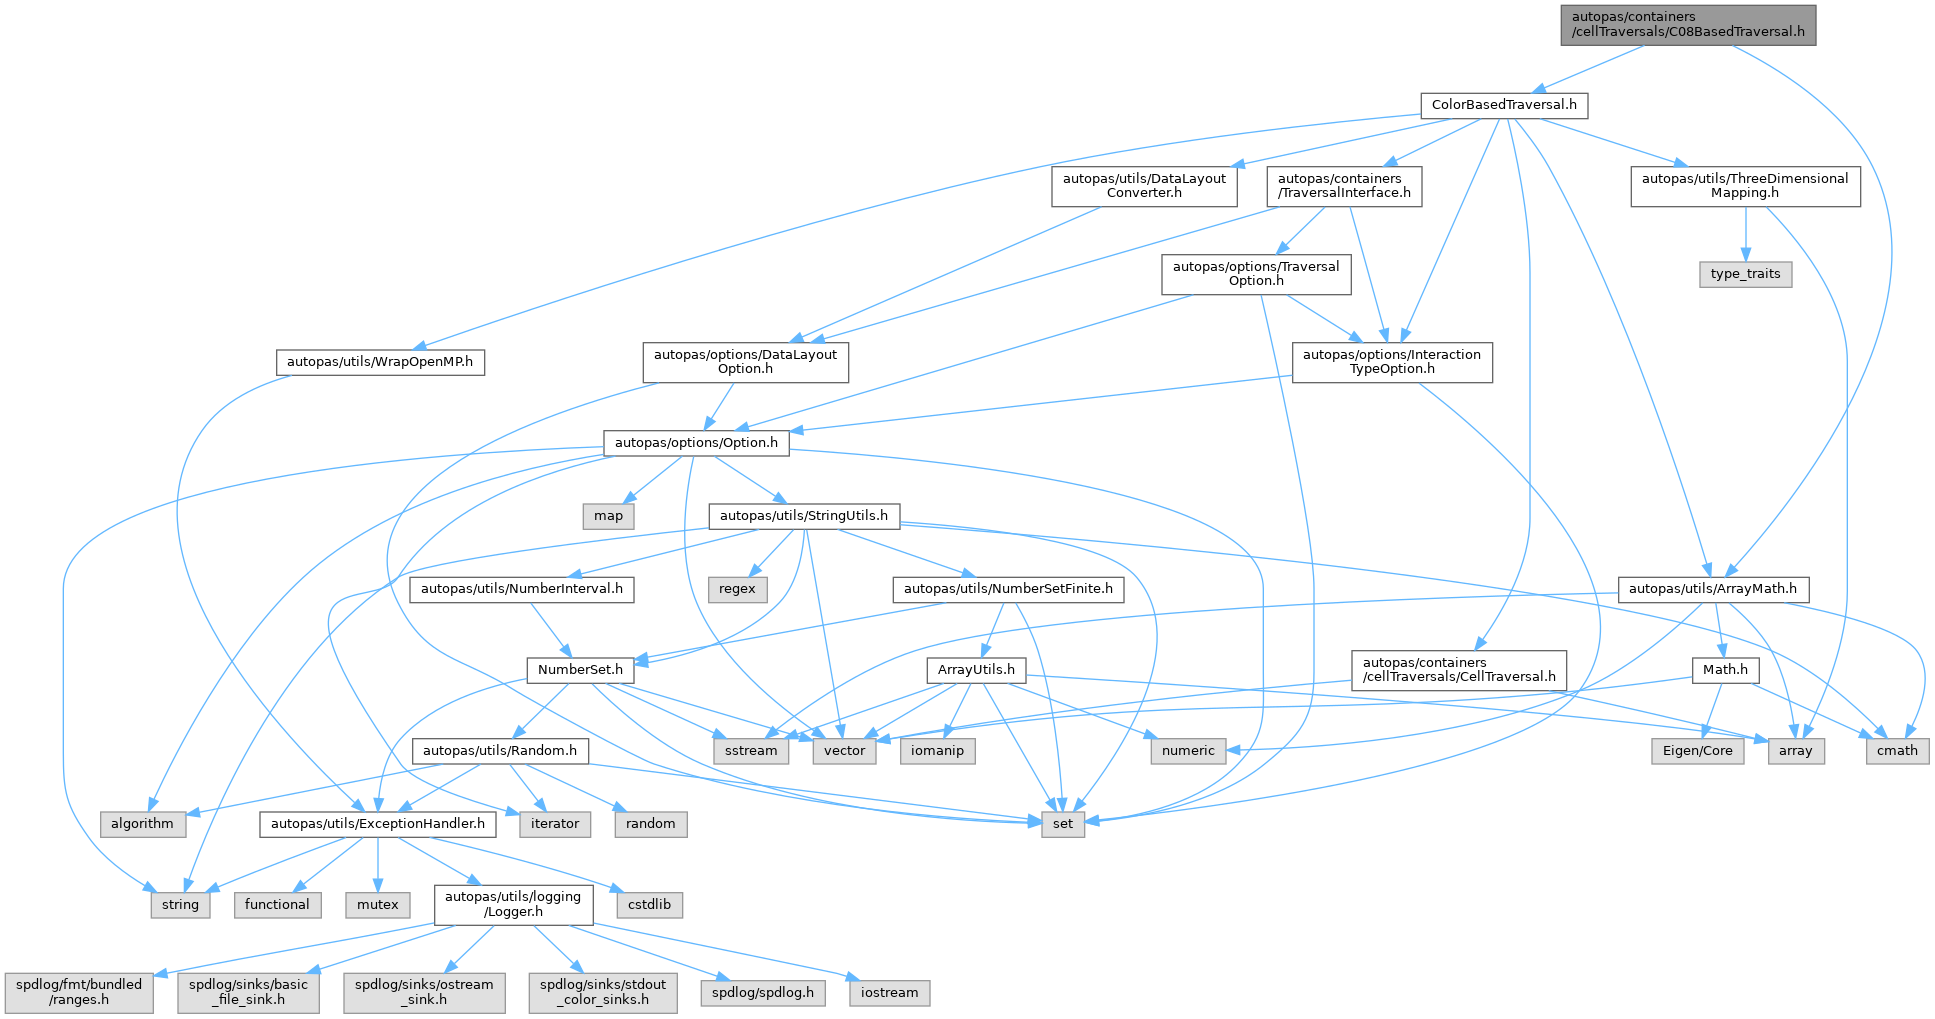 autopas/containers
/cellTraversals/C08BasedTraversal.h
ColorBasedTraversal.h
autopas/utils/DataLayout
Converter.h
autopas/containers
/TraversalInterface.h
autopas/utils/ThreeDimensional
Mapping.h
autopas/options/Traversal
Option.h
type_traits
autopas/utils/WrapOpenMP.h
autopas/options/DataLayout
Option.h
autopas/options/Interaction
TypeOption.h
autopas/options/Option.h
map
autopas/utils/StringUtils.h
autopas/utils/NumberInterval.h
regex
autopas/utils/NumberSetFinite.h
autopas/utils/ArrayMath.h
NumberSet.h
ArrayUtils.h
autopas/containers
/cellTraversals/CellTraversal.h
Math.h
autopas/utils/Random.h
sstream
vector
iomanip
numeric
Eigen/Core
array
cmath
algorithm
autopas/utils/ExceptionHandler.h
iterator
random
set
string
functional
mutex
autopas/utils/logging
/Logger.h
cstdlib
spdlog/fmt/bundled
/ranges.h
spdlog/sinks/basic
_file_sink.h
spdlog/sinks/ostream
_sink.h
spdlog/sinks/stdout
_color_sinks.h
spdlog/spdlog.h
iostream